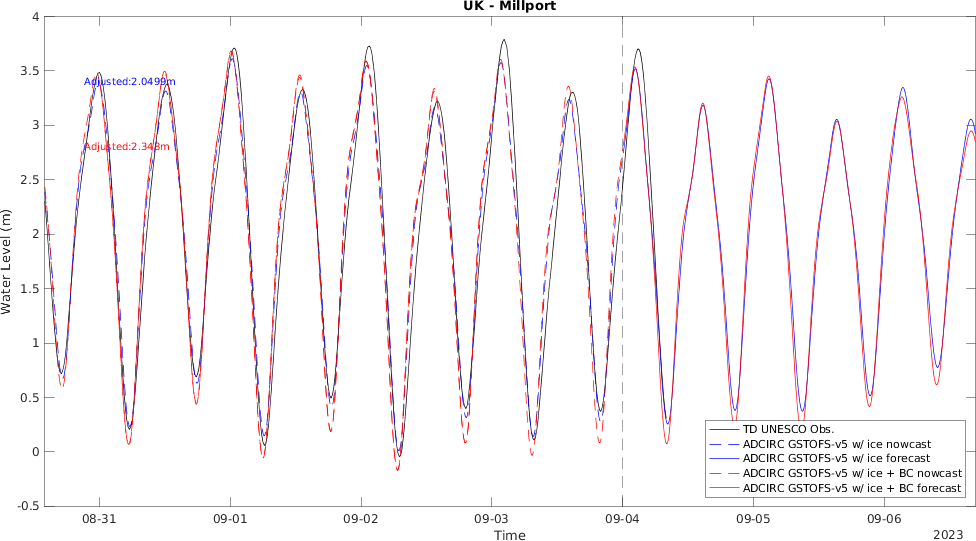 UK - Millport
4
3.5
3
2.5
2
1.5
1
0.5
0
-0.5
Water Level (m)
Adjusted:2.0499m
Adjusted:2.343m
TD UNESCO Obs.
ADCIRC GSTOFS-v5 w/ ice nowcast
ADCIRC GSTOFS-v5 w/ ice forecast
ADCIRC GSTOFS-v5 w/ ice + BC nowcast
ADCIRC GSTOFS-v5 w/ ice + BC forecast
08-31 09-01 09-02 09-03 09-04 09-05 09-06
Time
2023